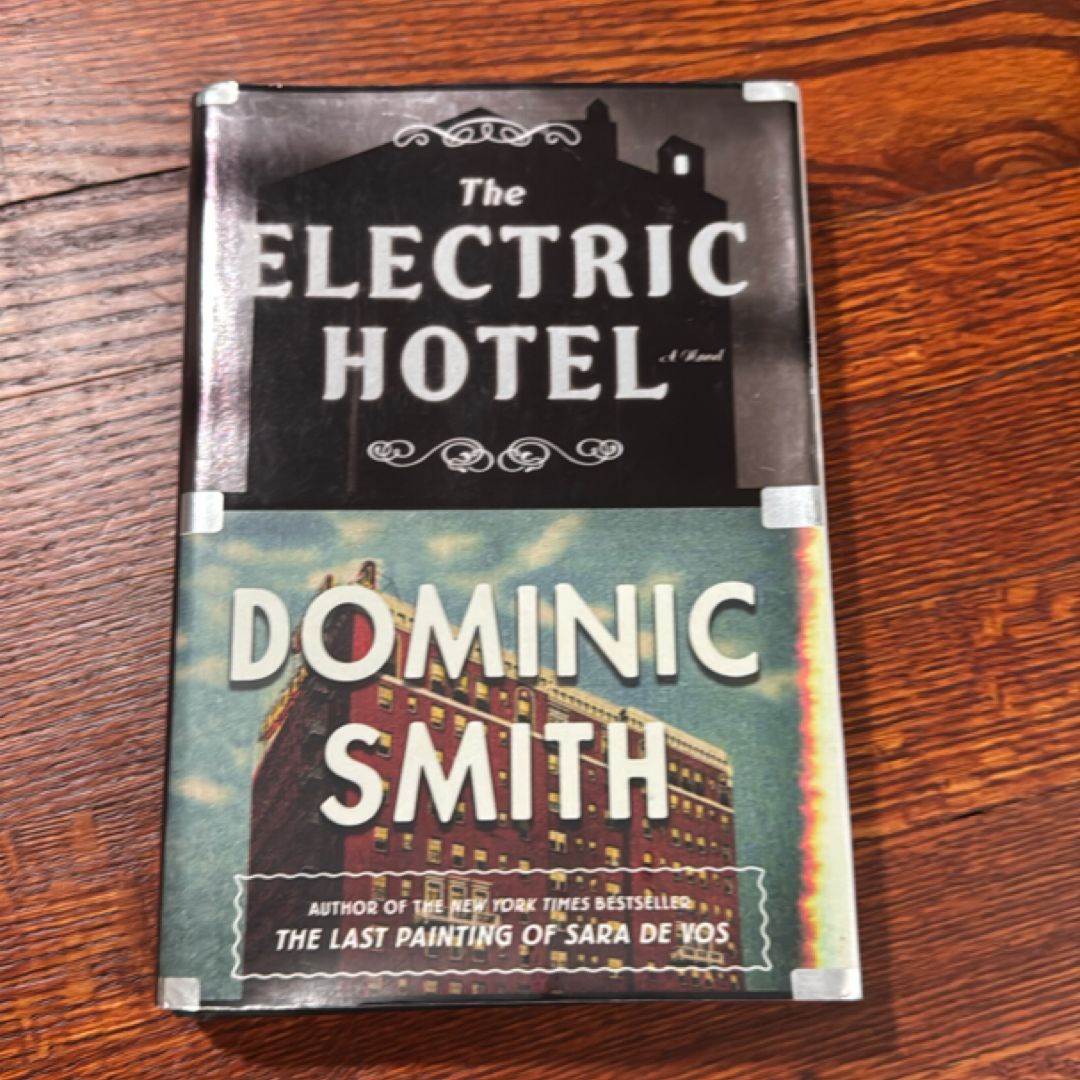 The
ELECTRIC
HOTEL
A Novel
DOMINIC
SMITH
AUTHOR OF THE NEW YORK TIMES BESTSELLER
THE LAST PAINTING OF SARA DE VOS